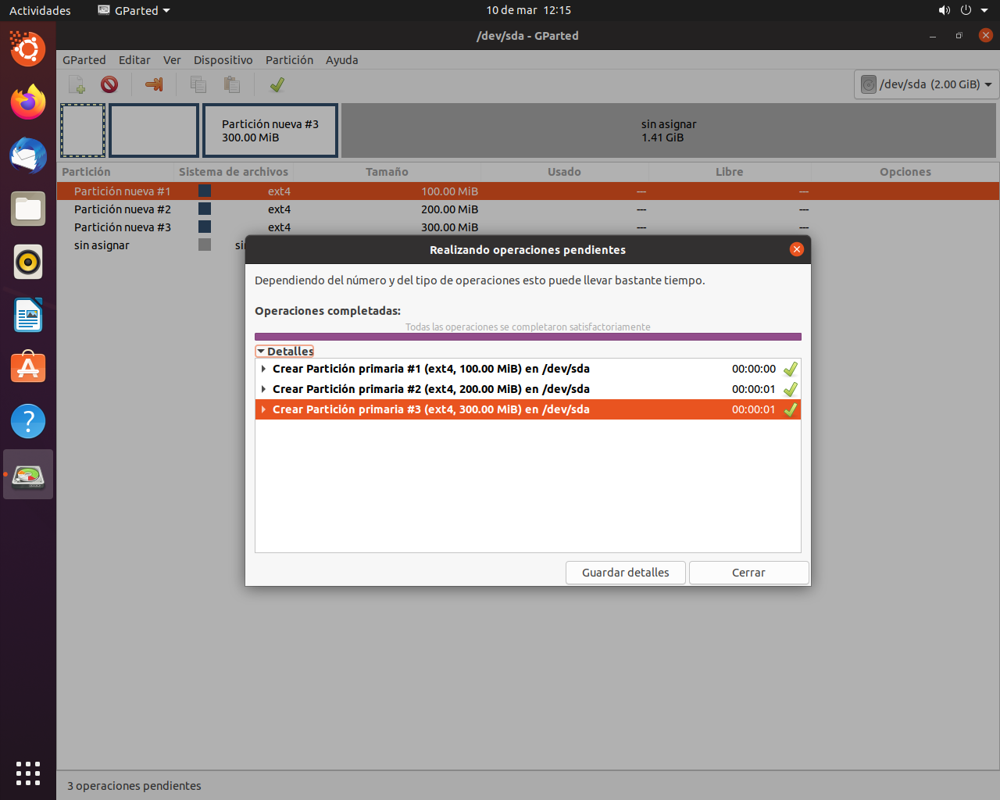 Actividades
GParted
10 de mar 12:15
/dev/sda - GParted
GParted Editar Ver Dispositivo Partición Ayuda
/dev/sda (2.00 GiB)
Partición nueva #3
300.00 MiB
sin asignar
1.41 GiB
Partición Sistema de archivos Tamaño Usado Libre Opciones
Partición nueva #1 ext4 100.00 MiB --- ---
Partición nueva #2 ext4 200.00 MiB --- ---
Partición nueva #3 ext4 300.00 MiB --- ---
sin asignar
Realizando operaciones pendientes
Dependiendo del número y del tipo de operaciones esto puede llevar bastante tiempo.
Operaciones completadas:
Todas las operaciones se completaron satisfactoriamente
Detalles
Crear Partición primaria #1 (ext4, 100.00 MiB) en /dev/sda 00:00:00
Crear Partición primaria #2 (ext4, 200.00 MiB) en /dev/sda 00:00:01
Crear Partición primaria #3 (ext4, 300.00 MiB) en /dev/sda 00:00:01
Guardar detalles
Cerrar
3 operaciones pendientes